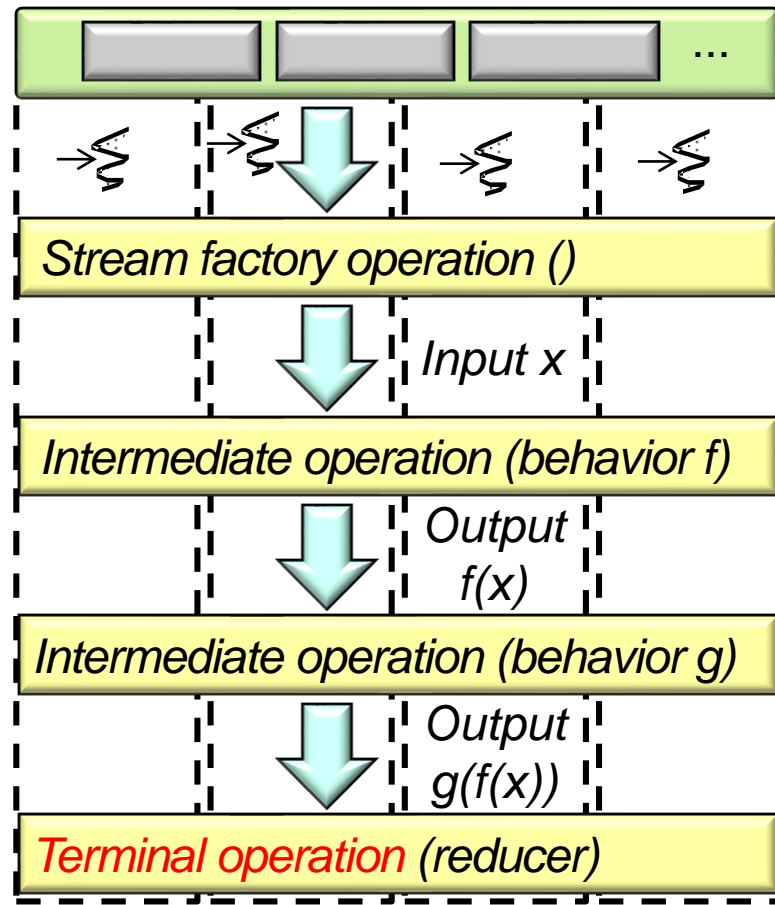 ...
Stream factory operation ()
Input x
Intermediate operation (behavior f)
Output
f(x)
Intermediate operation (behavior g)
Output
g(f(x))
Terminal operation (reducer)